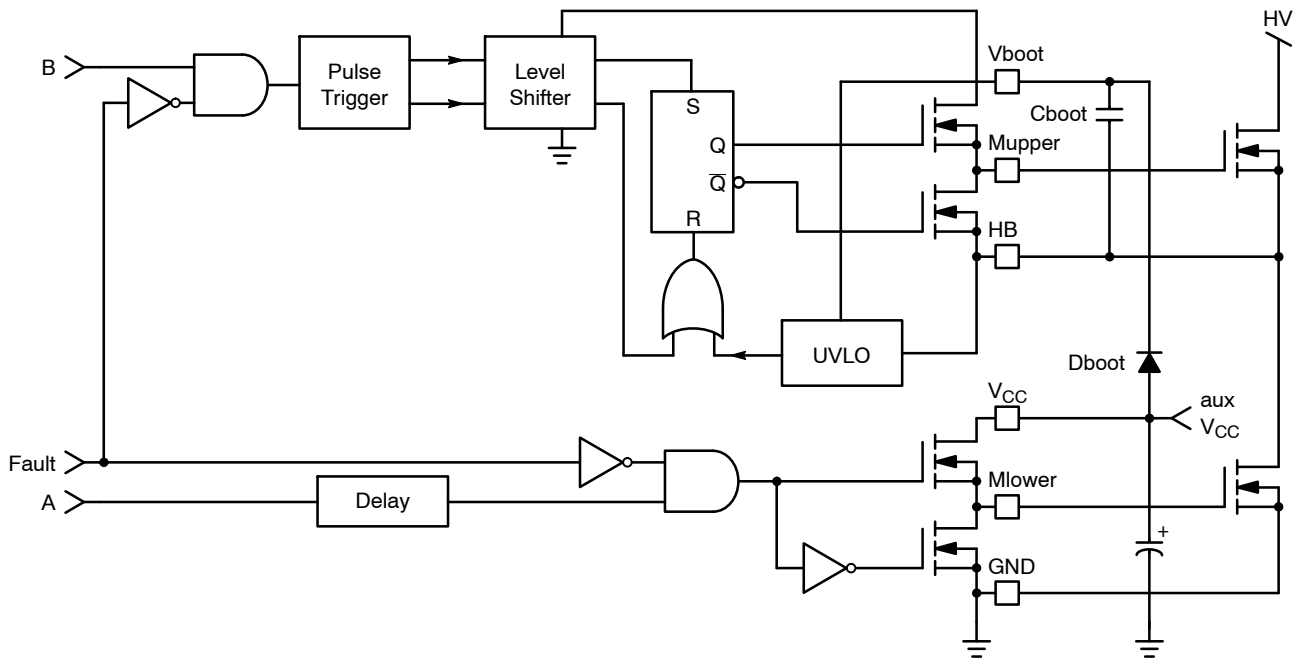 HV
B
Pulse
Trigger
Level
Shifter
Vboot
Cboot
S
Q
Mupper
Q̅
R
HB
UVLO
Dboot
VCC
aux
VCC
Fault
A
Delay
Mlower
+
GND